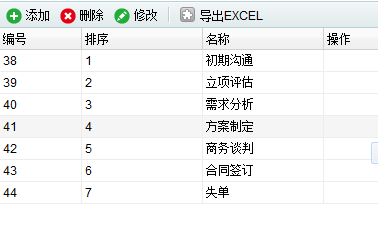 添加 删除 修改 导出EXCEL
编号 排序 名称 操作
38 1 初期沟通
39 2 立项评估
40 3 需求分析
41 4 方案制定
42 5 商务谈判
43 6 合同签订
44 7 失单